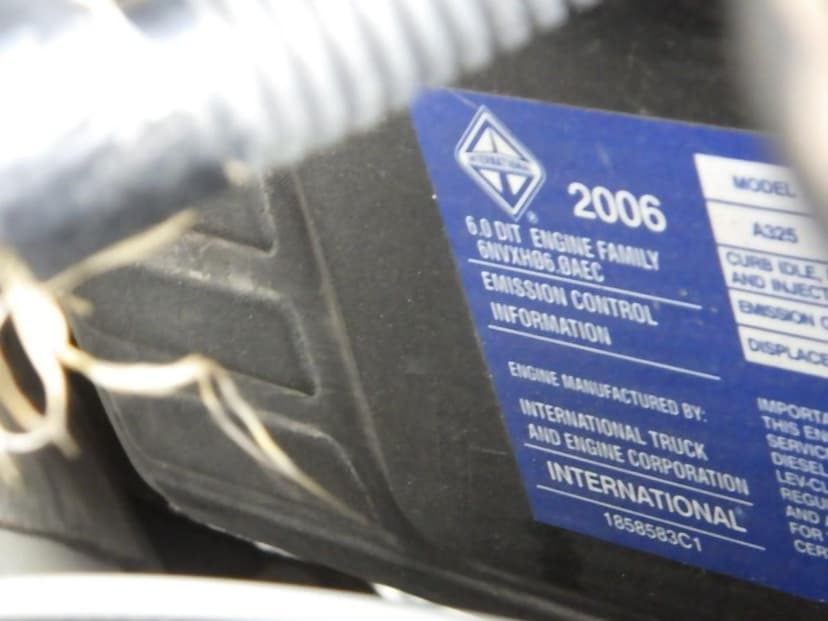 INTERNATIONAL
2006
6.0 DIT ENGINE FAMILY
6NVXH06.0AEC
EMISSION CONTROL
INFORMATION
ENGINE MANUFACTURED BY:
INTERNATIONAL TRUCK
AND ENGINE CORPORATION
INTERNATIONAL
1858583C1
MODEL
A325
CURB IDLE,
AND INJECT
EMISSION C
DISPLACE
IMPORTA
THIS EN
SERVIC
DIESEL
LEV-CL
REGU
AND
FOR
CERT